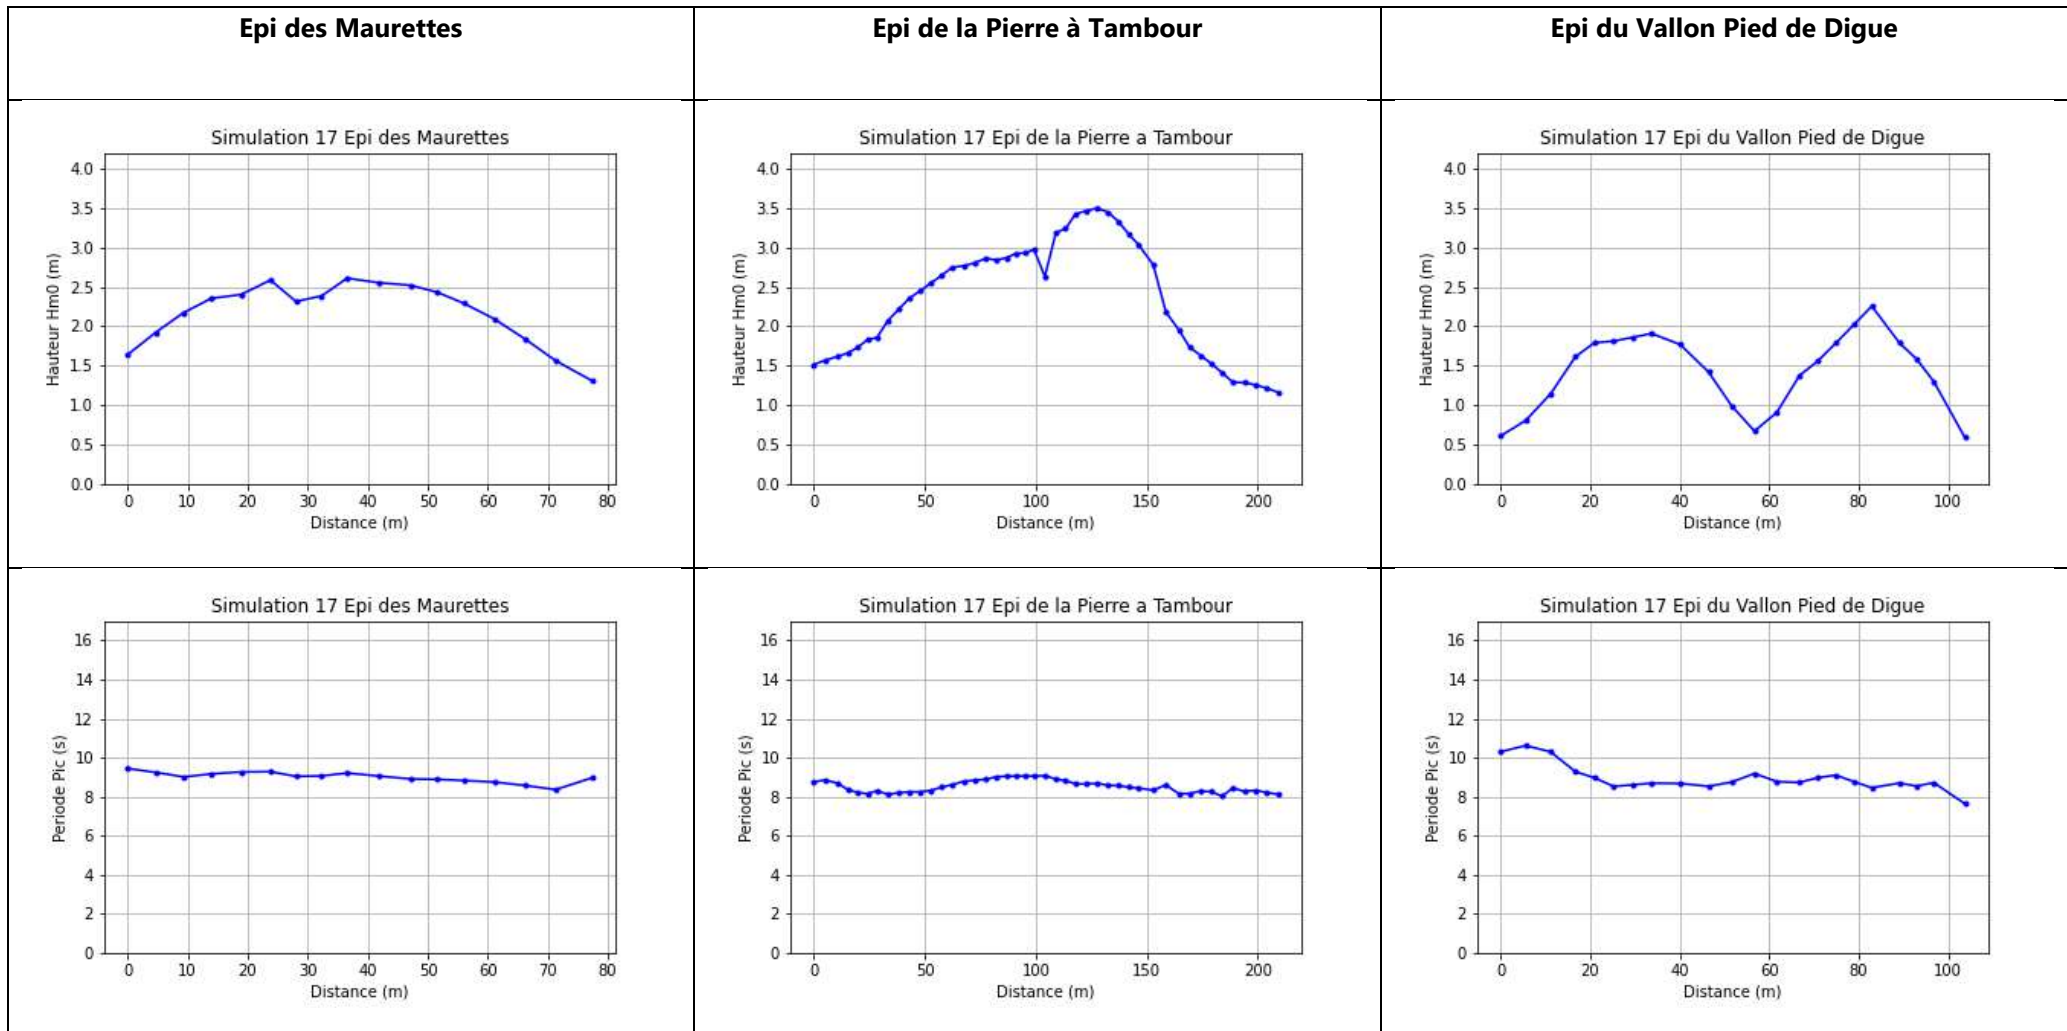 Epi des Maurettes
Epi de la Pierre à Tambour
Epi du Vallon Pied de Digue
Simulation 17 Epi des Maurettes
Hauteur Hm0 (m)
4.0
3.5
3.0
2.5
2.0
1.5
1.0
0.5
0.0
0 10 20 30 40 50 60 70 80
Distance (m)
Simulation 17 Epi de la Pierre a Tambour
Hauteur Hm0 (m)
4.0
3.5
3.0
2.5
2.0
1.5
1.0
0.5
0.0
0 50 100 150 200
Distance (m)
Simulation 17 Epi du Vallon Pied de Digue
Hauteur Hm0 (m)
4.0
3.5
3.0
2.5
2.0
1.5
1.0
0.5
0.0
0 20 40 60 80 100
Distance (m)
Simulation 17 Epi des Maurettes
Periode Pic (s)
16
14
12
10
8
6
4
2
0
0 10 20 30 40 50 60 70 80
Distance (m)
Simulation 17 Epi de la Pierre a Tambour
Periode Pic (s)
16
14
12
10
8
6
4
2
0
0 50 100 150 200
Distance (m)
Simulation 17 Epi du Vallon Pied de Digue
Periode Pic (s)
16
14
12
10
8
6
4
2
0
0 20 40 60 80 100
Distance (m)